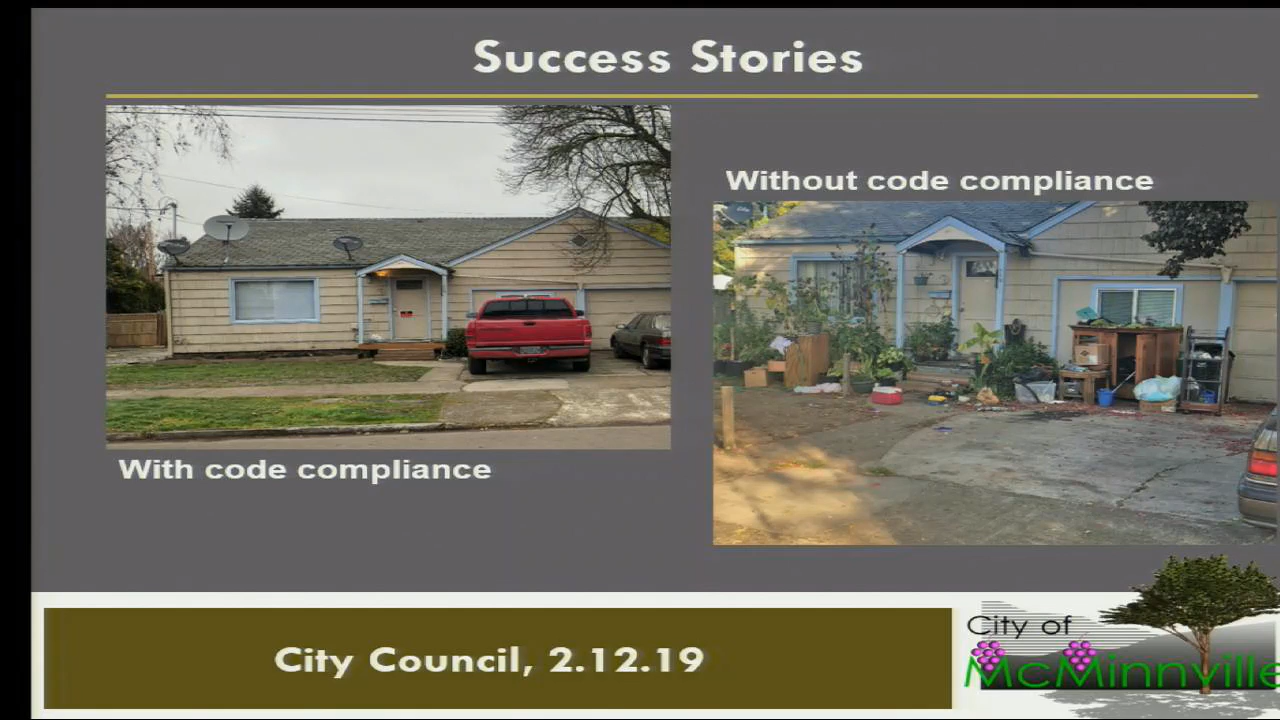 Success Stories
Without code compliance
With code compliance
City Council, 2.12.19
City of
McMinnville